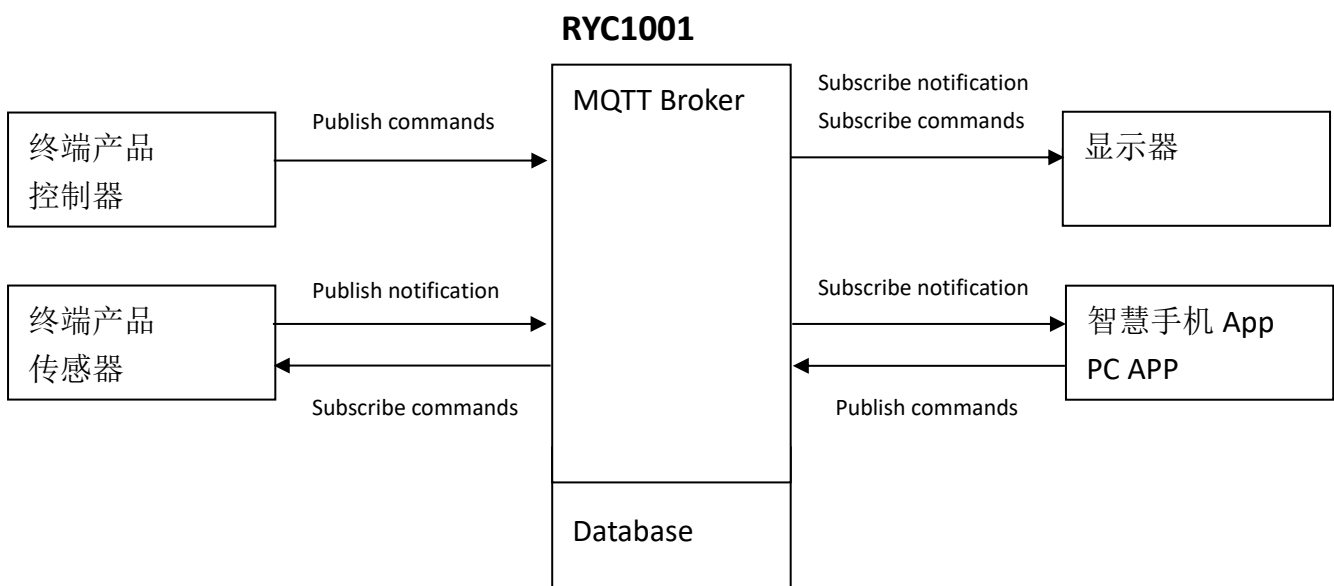 RYC1001
MQTT Broker
Subscribe notification
Subscribe commands
Publish commands
终端产品
控制器
显示器
Publish notification
Subscribe notification
终端产品
传感器
智慧手机 App
PC APP
Subscribe commands
Publish commands
Database